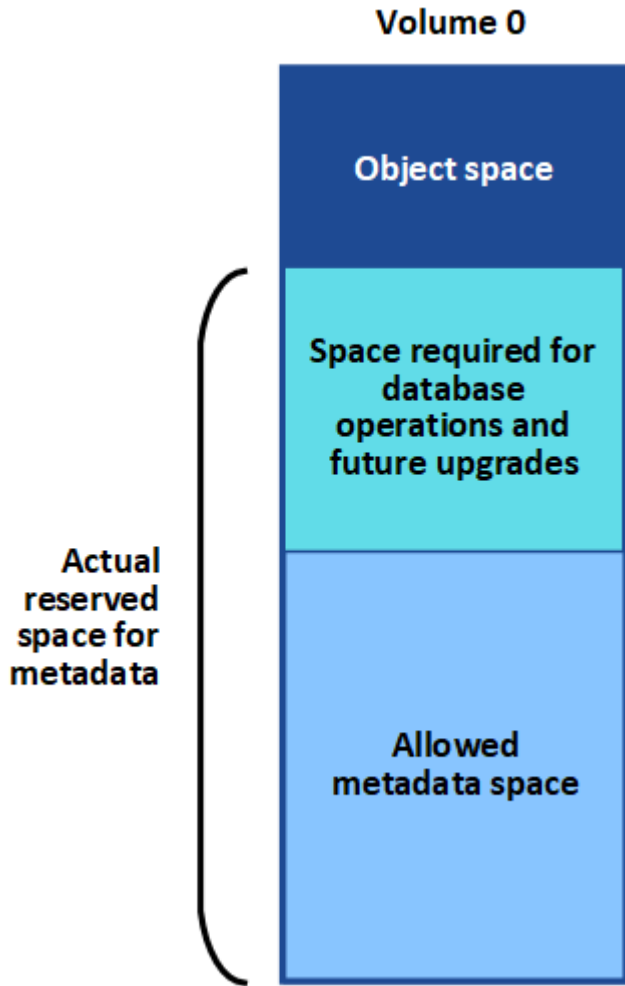 Volume 0
Object space
Space required for
database
operations and
future upgrades
Actual
reserved
space for
metadata
Allowed
metadata space